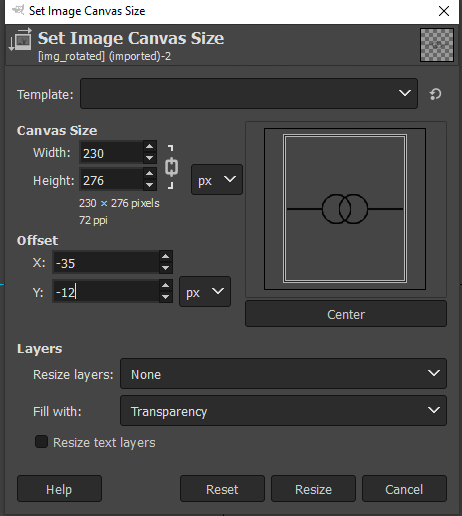 Set Image Canvas Size
Set Image Canvas Size
[img_rotated] (imported)-2
Template:
Canvas Size
Width: 230
Height: 276 px
230 × 276 pixels
72 ppi
Offset
X: -35
Y: -12 px
Center
Layers
Resize layers: None
Fill with: Transparency
Resize text layers
Help Reset Resize Cancel